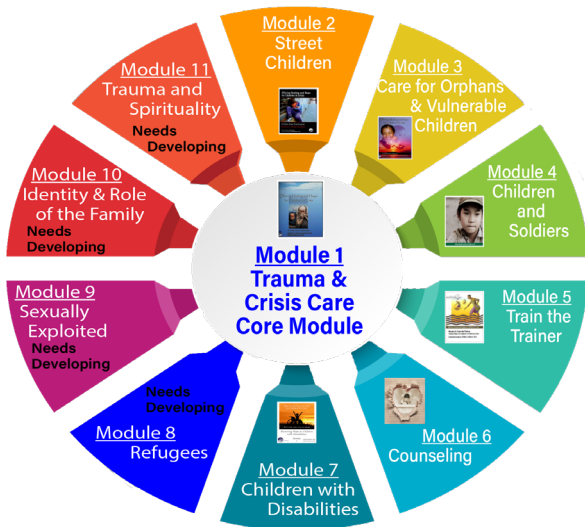 Module 1
Trauma &
Crisis Care
Core Module
Module 2
Street
Children
Module 3
Care for Orphans
& Vulnerable
Children
Module 4
Children
and
Soldiers
Module 5
Train the
Trainer
Module 6
Counseling
Module 7
Children with
Disabilities
Needs
Developing
Module 8
Refugees
Module 9
Sexually
Exploited
Needs
Developing
Module 10
Identity & Role
of the Family
Needs
Developing
Module 11
Trauma and
Spirituality
Needs
Developing